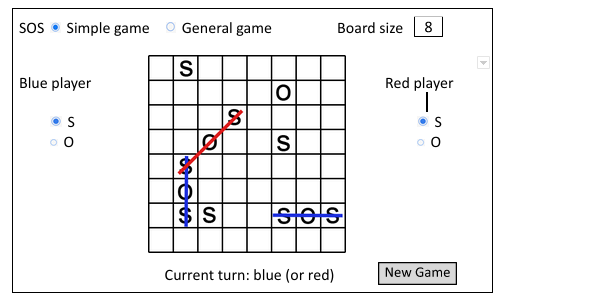 SOS Simple game General game Board size 8
Blue player
S
O
Red player
S
O
S
O
S
O S
S
O
S S S O S
Current turn: blue (or red)
New Game